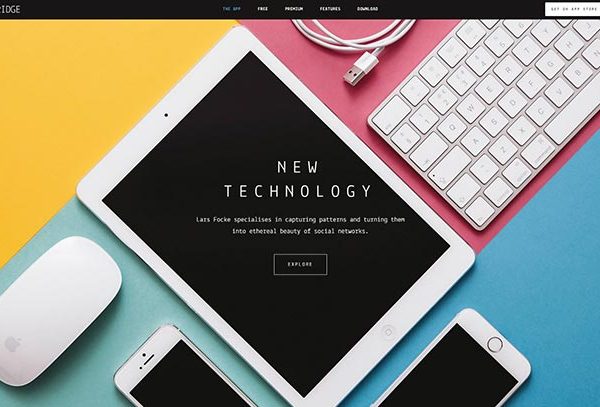 THE APP FREE PREMIUM FEATURES DOWNLOAD
GET ON APP STORE
NEW
TECHNOLOGY
Lars Focke specialises in capturing patterns and turning them
into ethereal beauty of social networks.
EXPLORE